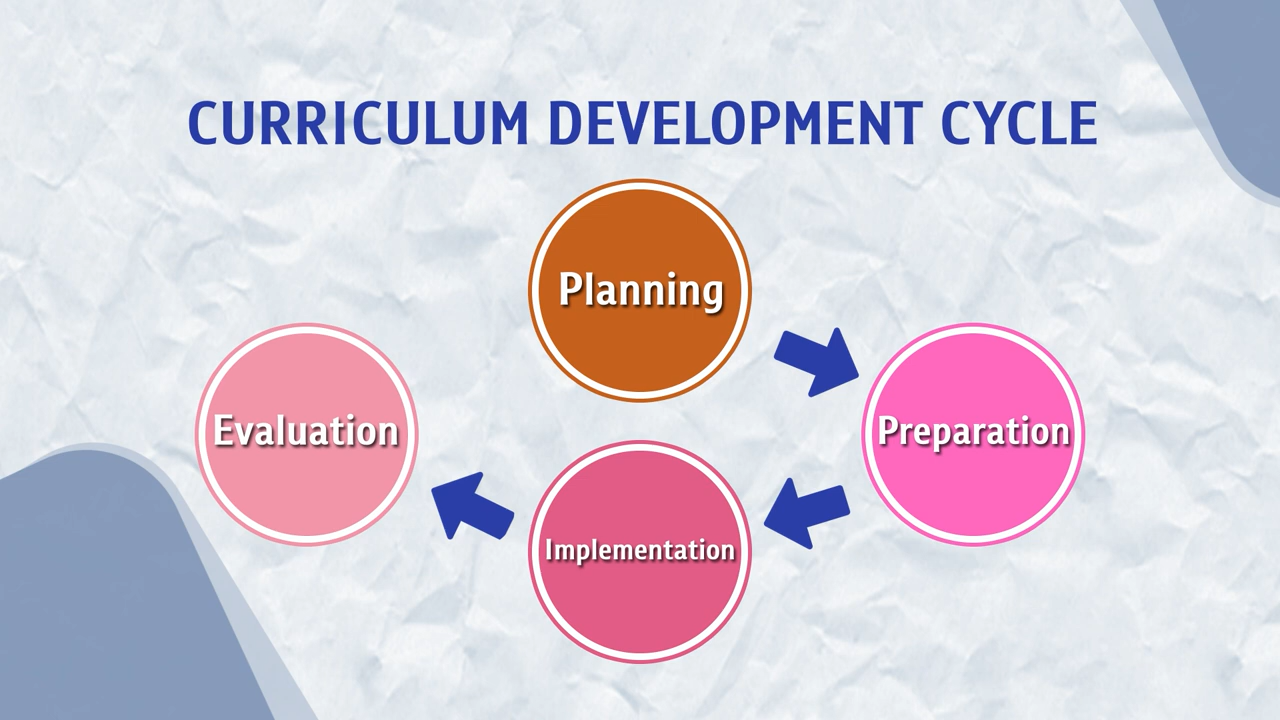 CURRICULUM DEVELOPMENT CYCLE
Planning
Preparation
Implementation
Evaluation